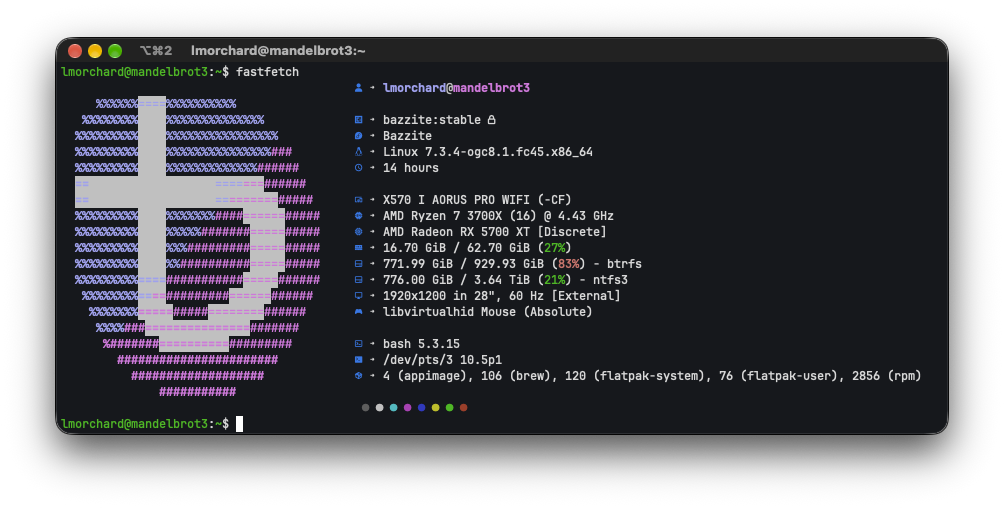 ⌥⌘2 lmorchard@mandelbrot3:~
lmorchard@mandelbrot3:~$ fastfetch
lmorchard@mandelbrot3
bazzite:stable
Bazzite
Linux 7.3.4-ogc8.1.fc45.x86_64
14 hours
X570 I AORUS PRO WIFI (-CF)
AMD Ryzen 7 3700X (16) @ 4.43 GHz
AMD Radeon RX 5700 XT [Discrete]
16.70 GiB / 62.70 GiB (27%)
771.99 GiB / 929.93 GiB (83%) - btrfs
776.00 GiB / 3.64 TiB (21%) - ntfs3
1920x1200 in 28", 60 Hz [External]
libvirtualhid Mouse (Absolute)
bash 5.3.15
/dev/pts/3 10.5p1
4 (appimage), 106 (brew), 120 (flatpak-system), 76 (flatpak-user), 2856 (rpm)
lmorchard@mandelbrot3:~$